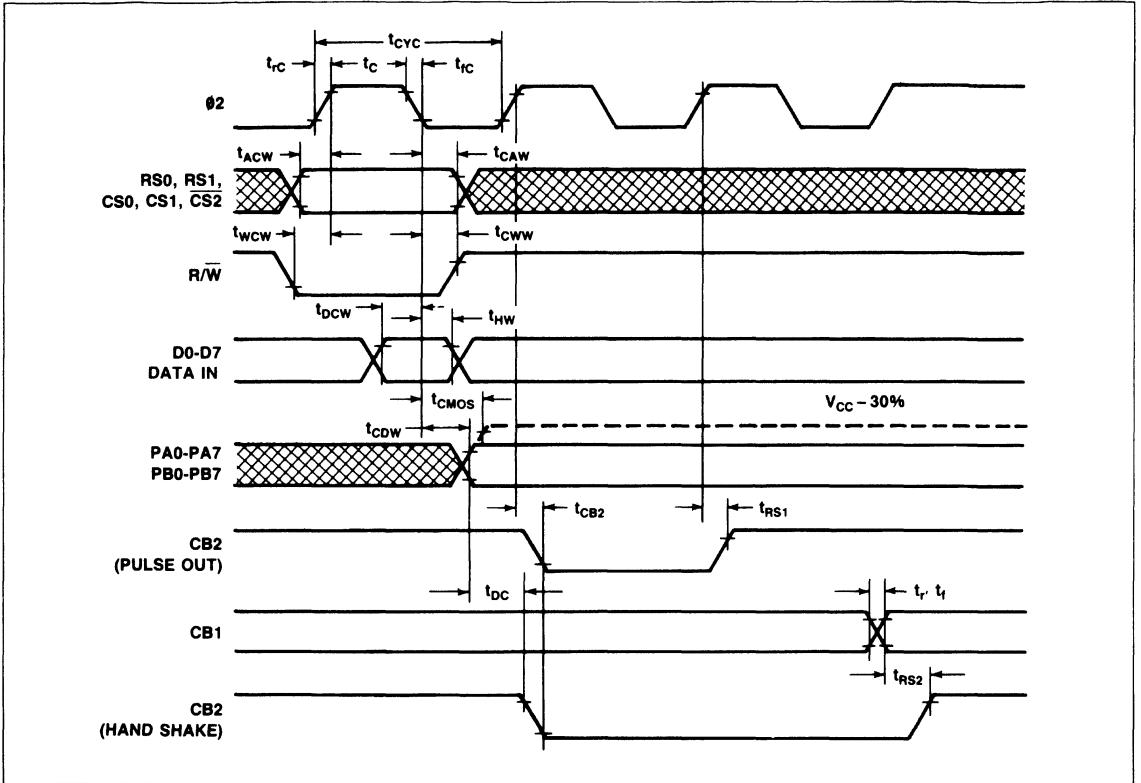 tCYC
trC tC tfC
ø2
tACW tCAW
RS0, RS1,
CS0, CS1, C̅S̅2̅
tWCW tCWW
R/W̅
tDCW tHW
D0-D7
DATA IN
tCMOS VCC – 30%
tCDW
PA0-PA7
PB0-PB7
tCB2 tRS1
CB2
(PULSE OUT)
tDC tr, tf
CB1
tRS2
CB2
(HAND SHAKE)